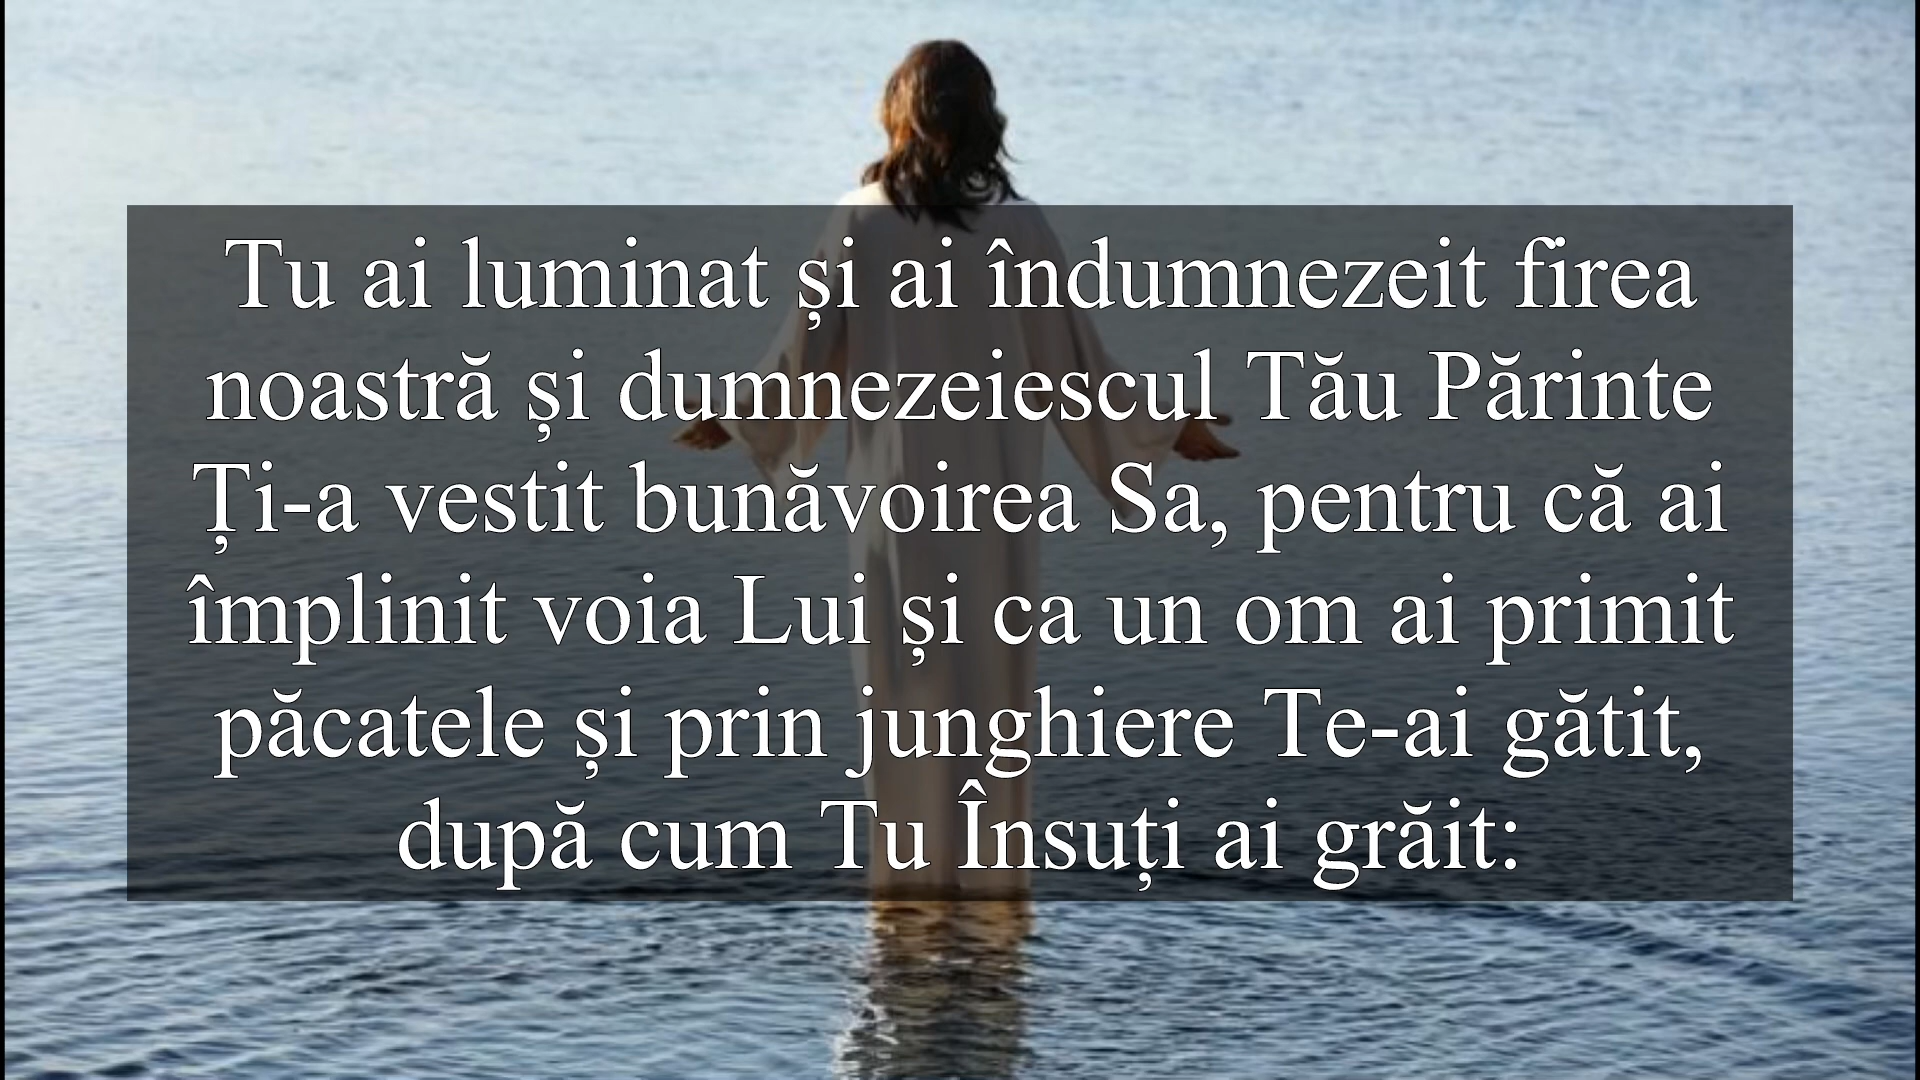 Tu ai luminat și ai îndumnezeit firea
noastră și dumnezeiescul Tău Părinte
Ți-a vestit bunăvoirea Sa, pentru că ai
împlinit voia Lui și ca un om ai primit
păcatele și prin junghiere Te-ai gătit,
după cum Tu Însuți ai grăit: